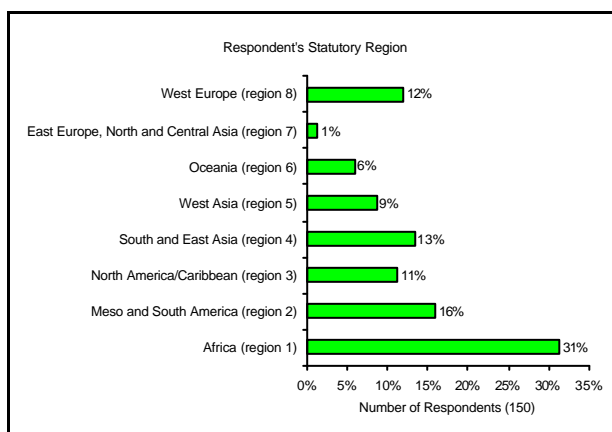 Respondent's Statutory Region
West Europe (region 8) 12%
East Europe, North and Central Asia (region 7) 1%
Oceania (region 6) 6%
West Asia (region 5) 9%
South and East Asia (region 4) 13%
North America/Caribbean (region 3) 11%
Meso and South America (region 2) 16%
Africa (region 1) 31%
0% 5% 10% 15% 20% 25% 30% 35%
Number of Respondents (150)